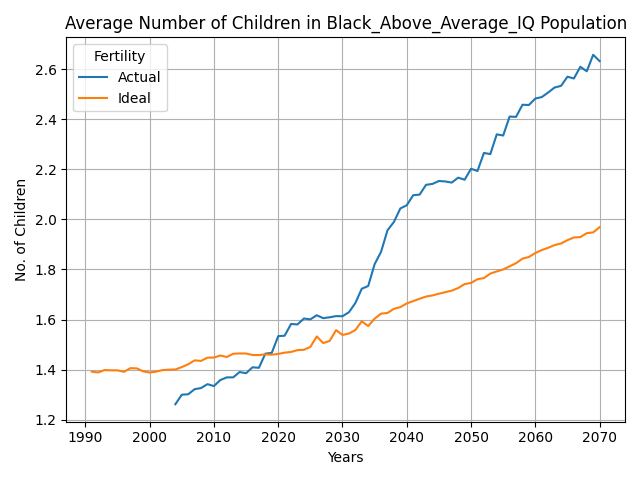 Average Number of Children in Black_Above_Average_IQ Population
Fertility
Actual
Ideal
No. of Children
2.6
2.4
2.2
2.0
1.8
1.6
1.4
1.2
1990 2000 2010 2020 2030 2040 2050 2060 2070
Years